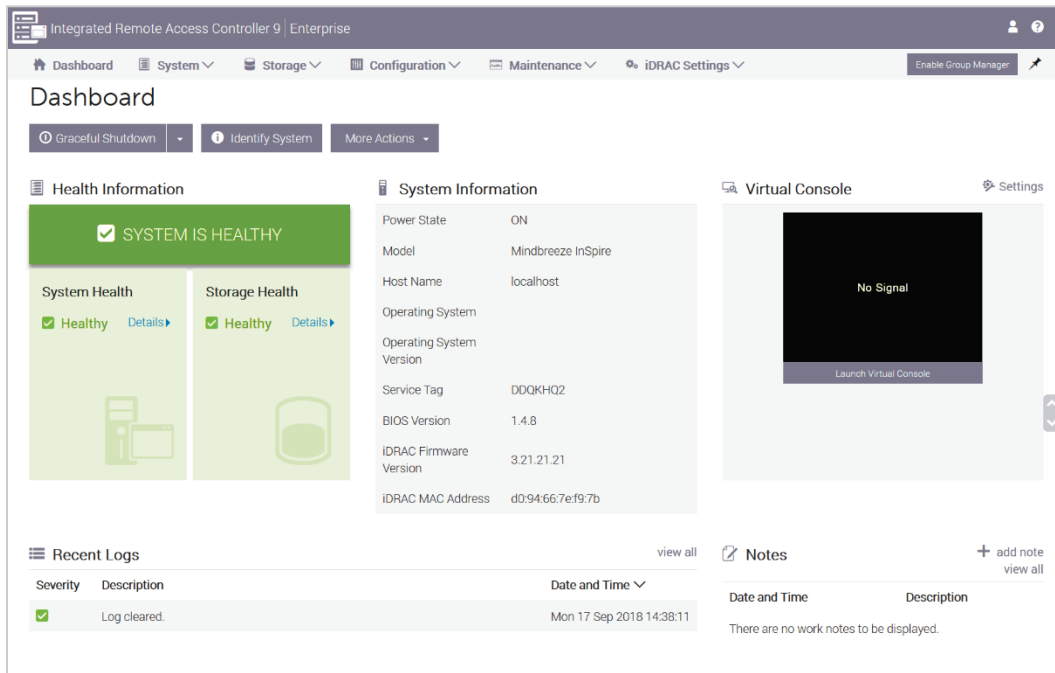 Integrated Remote Access Controller 9 | Enterprise
Dashboard System Storage Configuration Maintenance iDRAC Settings Enable Group Manager
Dashboard
Graceful Shutdown Identify System More Actions
Health Information
SYSTEM IS HEALTHY
System Health
Healthy Details
Storage Health
Healthy Details
System Information
Power State ON
Model Mindbreeze InSpire
Host Name localhost
Operating System
Operating System
Version
Service Tag DDQKHQ2
BIOS Version 1.4.8
iDRAC Firmware
Version 3.21.21.21
iDRAC MAC Address d0:94:66:7e:f9:7b
Virtual Console Settings
No Signal
Launch Virtual Console
Recent Logs view all
Severity Description Date and Time
Log cleared. Mon 17 Sep 2018 14:38:11
Notes + add note
view all
Date and Time Description
There are no work notes to be displayed.